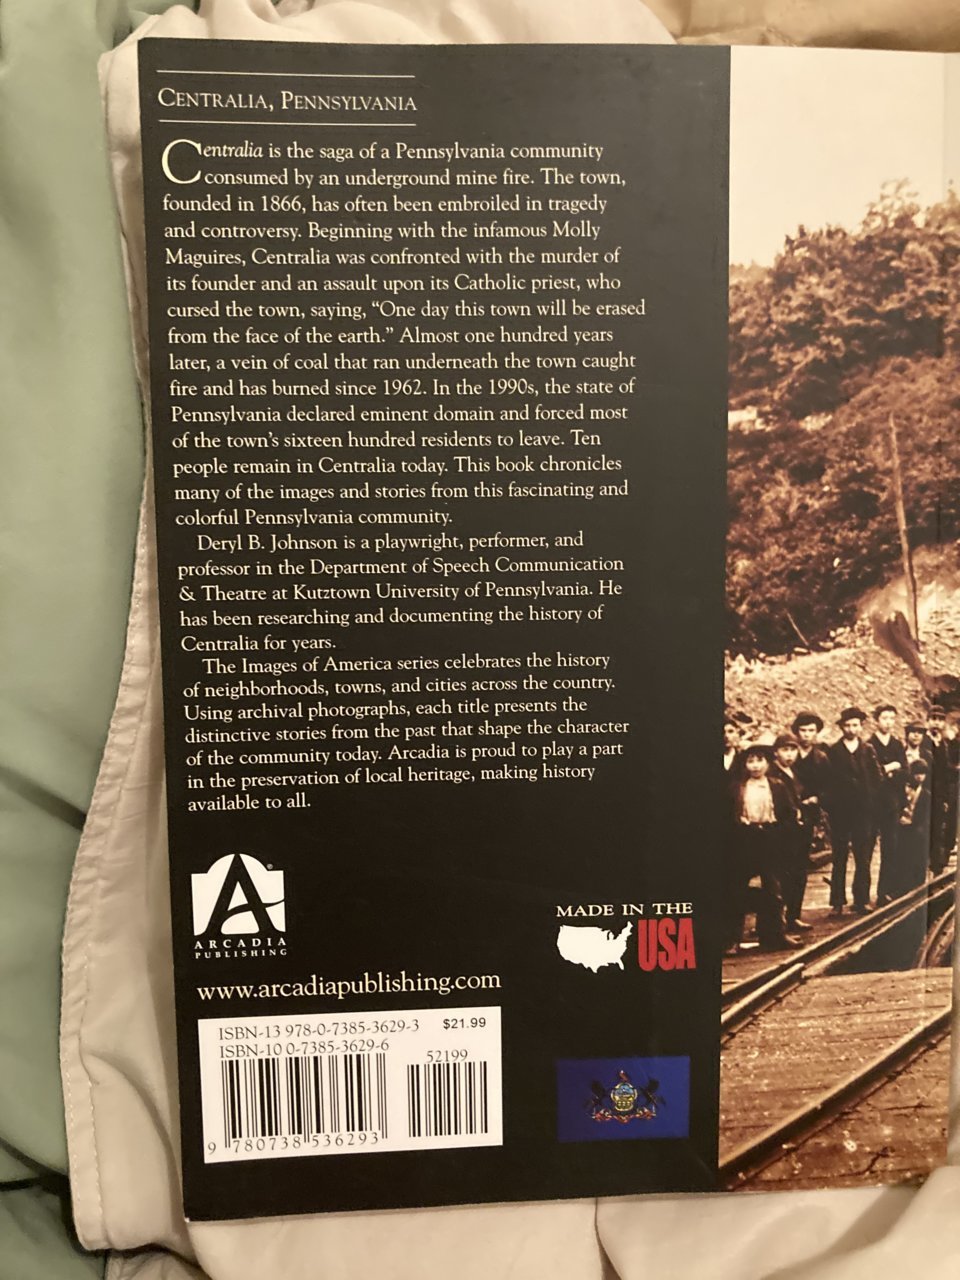 CENTRALIA, PENNSYLVANIA
Centralia is the saga of a Pennsylvania community
consumed by an underground mine fire. The town,
founded in 1866, has often been embroiled in tragedy
and controversy. Beginning with the infamous Molly
Maguires, Centralia was confronted with the murder of
its founder and an assault upon its Catholic priest, who
cursed the town, saying, “One day this town will be erased
from the face of the earth.” Almost one hundred years
later, a vein of coal that ran underneath the town caught
fire and has burned since 1962. In the 1990s, the state of
Pennsylvania declared eminent domain and forced most
of the town’s sixteen hundred residents to leave. Ten
people remain in Centralia today. This book chronicles
many of the images and stories from this fascinating and
colorful Pennsylvania community.
Deryl B. Johnson is a playwright, performer, and
professor in the Department of Speech Communication
& Theatre at Kutztown University of Pennsylvania. He
has been researching and documenting the history of
Centralia for years.
The Images of America series celebrates the history
of neighborhoods, towns, and cities across the country.
Using archival photographs, each title presents the
distinctive stories from the past that shape the character
of the community today. Arcadia is proud to play a part
in the preservation of local heritage, making history
available to all.
A®
ARCADIA
PUBLISHING
MADE IN THE
USA
www.arcadiapublishing.com
ISBN-13 978-0-7385-3629-3 $21.99
ISBN-10 0-7385-3629-6
52199
9 780738 536293